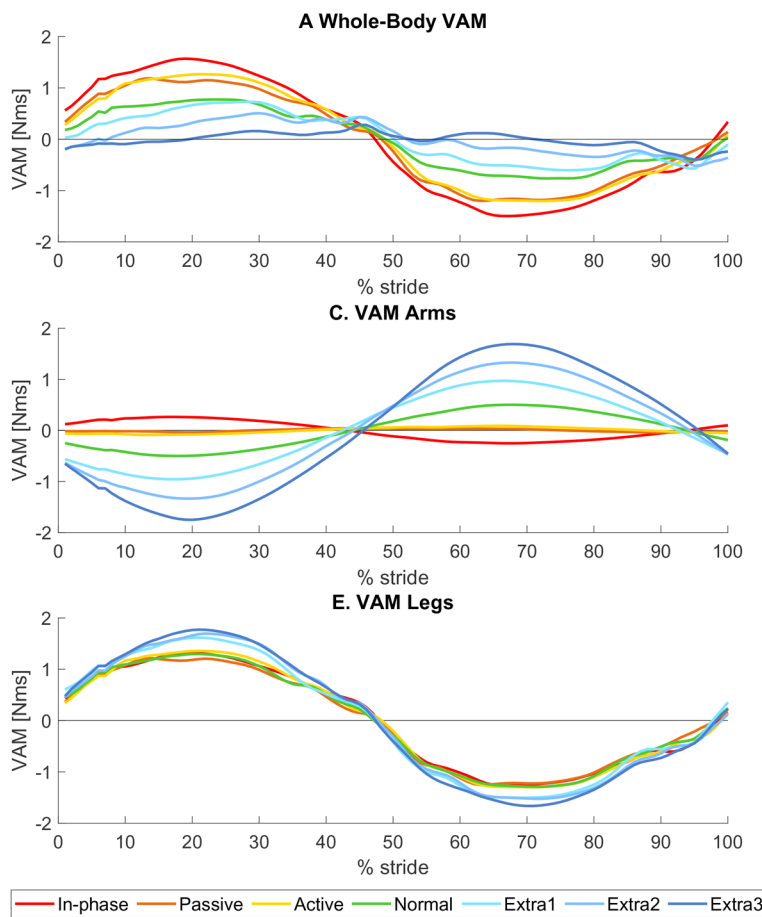 A Whole-Body VAM
VAM [Nms]
2
1
0
-1
-2
0 10 20 30 40 50 60 70 80 90 100
% stride
C. VAM Arms
VAM [Nms]
2
1
0
-1
-2
0 10 20 30 40 50 60 70 80 90 100
% stride
E. VAM Legs
VAM [Nms]
2
1
0
-1
-2
0 10 20 30 40 50 60 70 80 90 100
% stride
In-phase Passive Active Normal Extra1 Extra2 Extra3